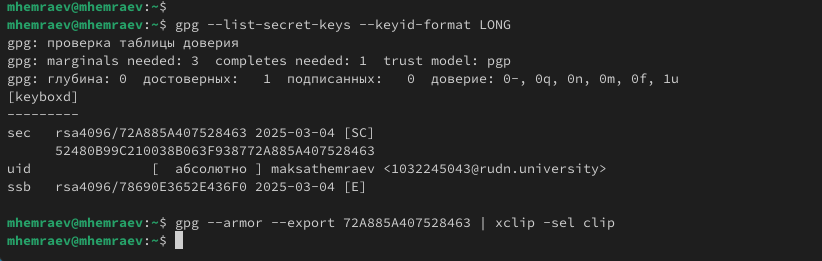 mhemraev@mhemraev:~$
mhemraev@mhemraev:~$ gpg --list-secret-keys --keyid-format LONG
gpg: проверка таблицы доверия
gpg: marginals needed: 3  completes needed: 1  trust model: pgp
gpg: глубина: 0  достоверных:   1  подписанных:   0  доверие: 0-, 0q, 0n, 0m, 0f, 1u
[keyboxd]
---------
sec   rsa4096/72A885A407528463 2025-03-04 [SC]
      52480B99C210038B063F938772A885A407528463
uid              [  абсолютно ] maksathemraev <1032245043@rudn.university>
ssb   rsa4096/78690E3652E436F0 2025-03-04 [E]
mhemraev@mhemraev:~$ gpg --armor --export 72A885A407528463 | xclip -sel clip
mhemraev@mhemraev:~$